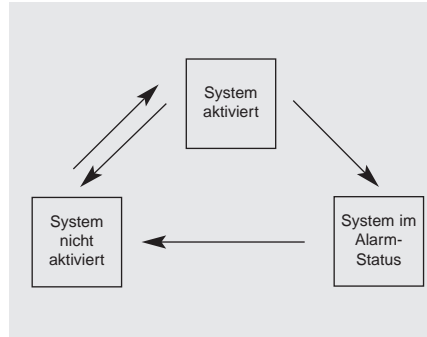 System
aktiviert
System
nicht
aktiviert
System im
Alarm-
Status